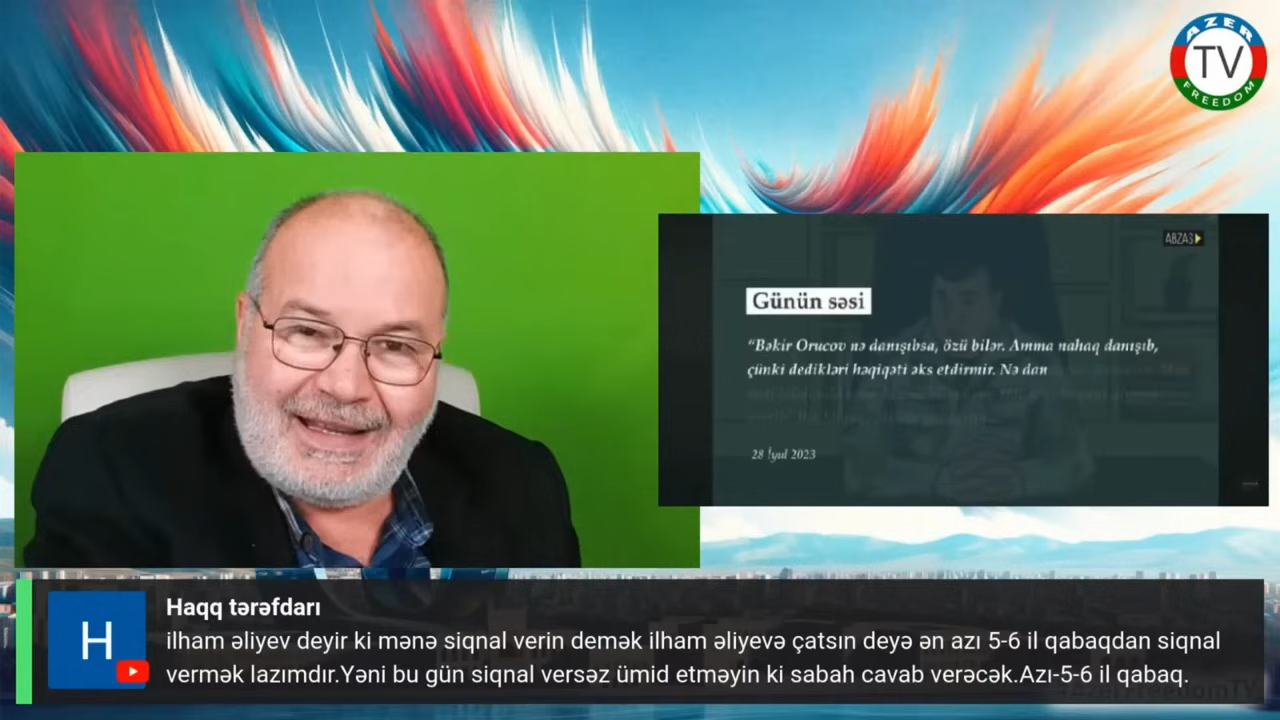 AZER
TV
FREEDOM
ABZAS
Günün səsi
“Bəkir Orucov nə danışıbsa, özü bilər. Amma nahaq danışıb,
çünki dedikləri həqiqəti əks etdirmir. Nə dan
28 İyul 2023
H
Haqq tərəfdarı
ilham əliyev deyir ki mənə siqnal verin demək ilham əliyevə çatsın deyə ən azı 5-6 il qabaqdan siqnal
vermək lazımdır.Yəni bu gün siqnal versəz ümid etməyin ki sabah cavab verəcək.Azı-5-6 il qabaq.